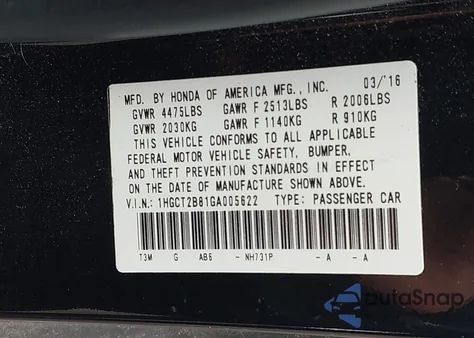 MFD. BY HONDA OF AMERICA MFG., INC. 03/'16
GVWR 4475LBS GAWR F 2513LBS R 2006LBS
GVWR 2030KG GAWR F 1140KG R 910KG
THIS VEHICLE CONFORMS TO ALL APPLICABLE
FEDERAL MOTOR VEHICLE SAFETY, BUMPER,
AND THEFT PREVENTION STANDARDS IN EFFECT
ON THE DATE OF MANUFACTURE SHOWN ABOVE.
V.I.N.: 1HGCT2B81GA005622 TYPE: PASSENGER CAR
T3M G AB6 - NH731P - A - A
AutaSnap